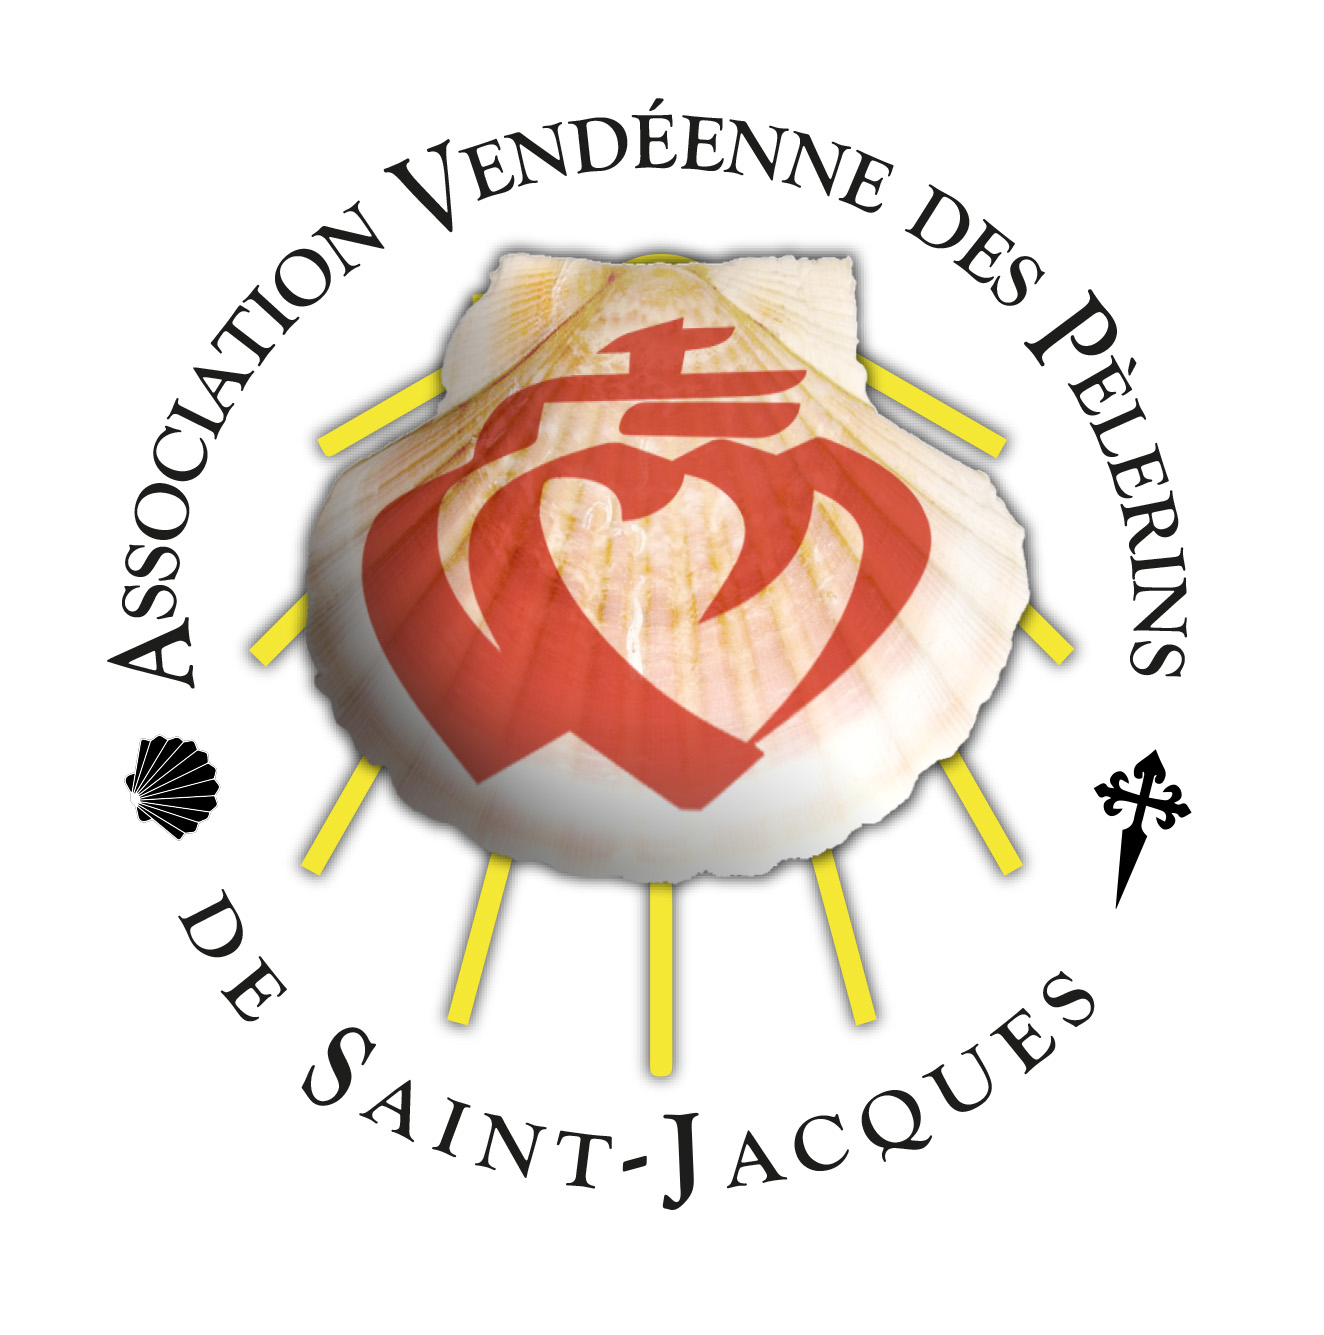 Association Vendéenne des Pèlerins
de Saint-Jacques